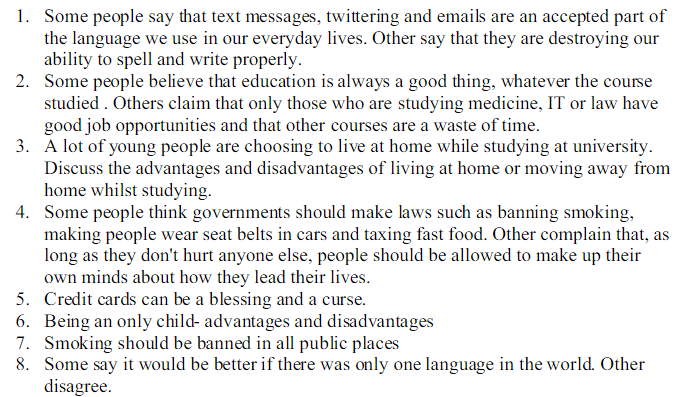 1. Some people say that text messages, twittering and emails are an accepted part of
the language we use in our everyday lives. Other say that they are destroying our
ability to spell and write properly.
2. Some people believe that education is always a good thing, whatever the course
studied . Others claim that only those who are studying medicine, IT or law have
good job opportunities and that other courses are a waste of time.
3. A lot of young people are choosing to live at home while studying at university.
Discuss the advantages and disadvantages of living at home or moving away from
home whilst studying.
4. Some people think governments should make laws such as banning smoking,
making people wear seat belts in cars and taxing fast food. Other complain that, as
long as they don't hurt anyone else, people should be allowed to make up their
own minds about how they lead their lives.
5. Credit cards can be a blessing and a curse.
6. Being an only child- advantages and disadvantages
7. Smoking should be banned in all public places
8. Some say it would be better if there was only one language in the world. Other
disagree.